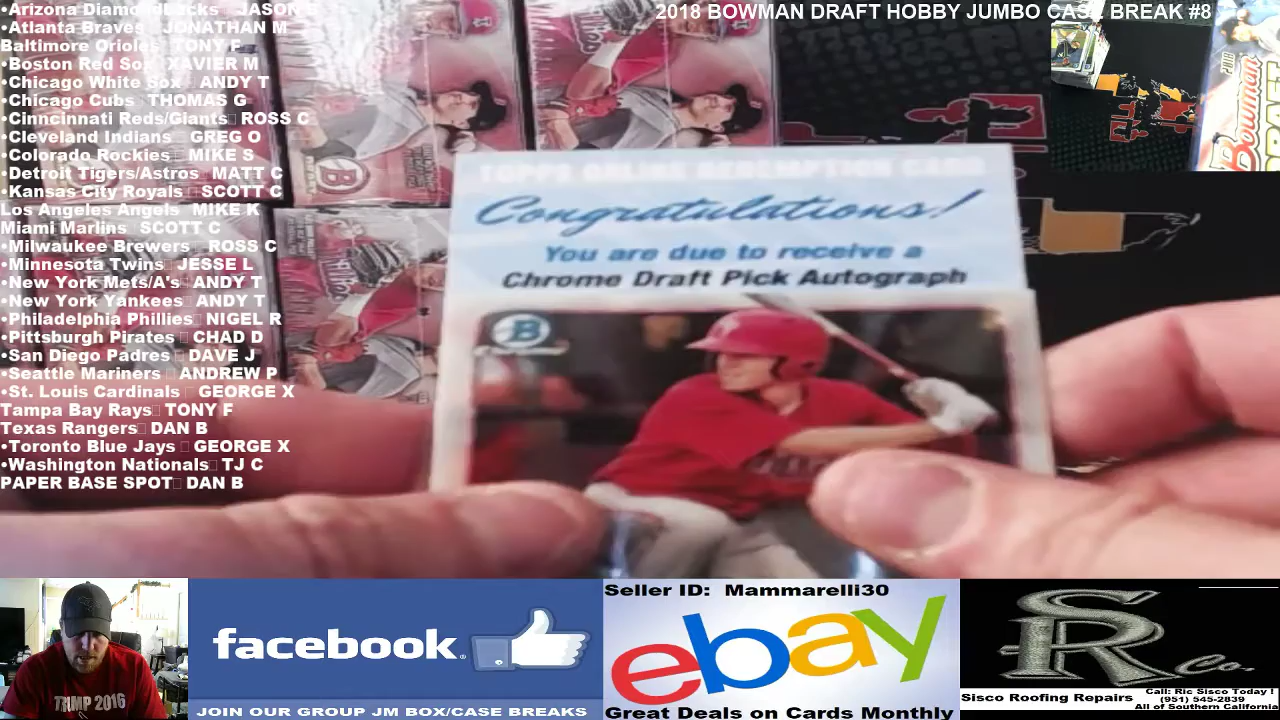 2018 BOWMAN DRAFT HOBBY JUMBO CASE BREAK #8
•Arizona Diamondbacks JASON S
•Atlanta Braves JONATHAN M
Baltimore Orioles TONY F
•Boston Red Sox XAVIER M
•Chicago White Sox ANDY T
•Chicago Cubs THOMAS G
•Cinncinnati Reds/Giants ROSS C
•Cleveland Indians GREG O
•Colorado Rockies MIKE S
•Detroit Tigers/Astros MATT C
•Kansas City Royals SCOTT C
Los Angeles Angels MIKE K
Miami Marlins SCOTT C
•Milwaukee Brewers ROSS C
•Minnesota Twins JESSE L
•New York Mets/A's ANDY T
•New York Yankees ANDY T
•Philadelphia Phillies NIGEL R
•Pittsburgh Pirates CHAD D
•San Diego Padres DAVE J
•Seattle Mariners ANDREW P
•St. Louis Cardinals GEORGE X
Tampa Bay Rays TONY F
Texas Rangers DAN B
•Toronto Blue Jays GEORGE X
•Washington Nationals TJ C
PAPER BASE SPOT DAN B
Congratulations!
You are due to receive a
Chrome Draft Pick Autograph
B
Bowman
TRUMP 2016
facebook
JOIN OUR GROUP JM BOX/CASE BREAKS
Seller ID: Mammarelli30
ebay
Great Deals on Cards Monthly
SR Co.
Sisco Roofing Repairs
Call: Ric Sisco Today !
(951) 545-2839
All of Southern California